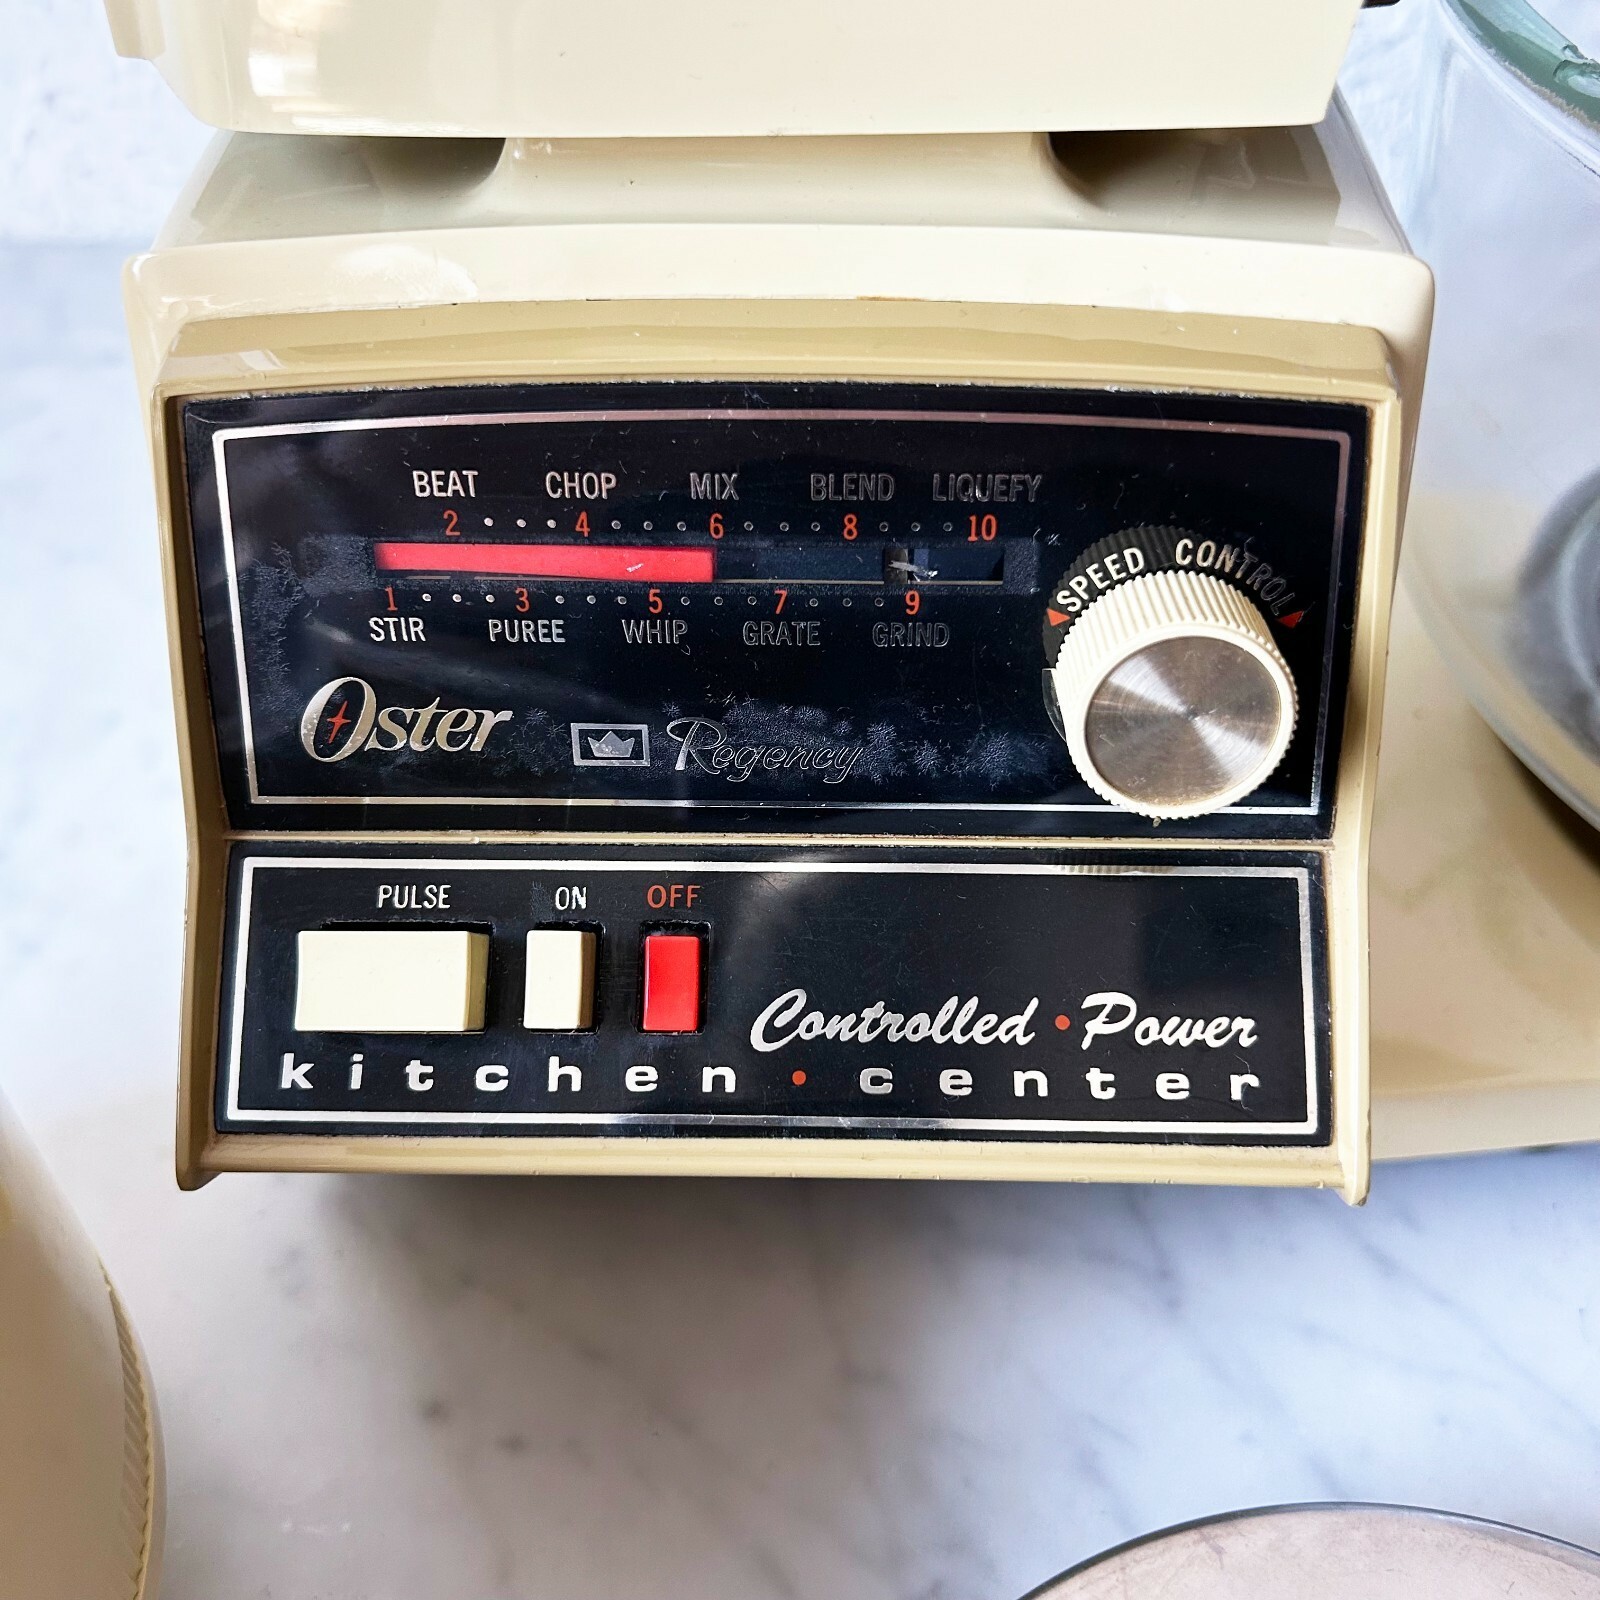 BEAT CHOP MIX BLEND LIQUEFY
2 4 6 8 10
1 3 5 7 9
STIR PUREE WHIP GRATE GRIND
SPEED CONTROL
Oster Regency
PULSE ON OFF
Controlled • Power
kitchen • center